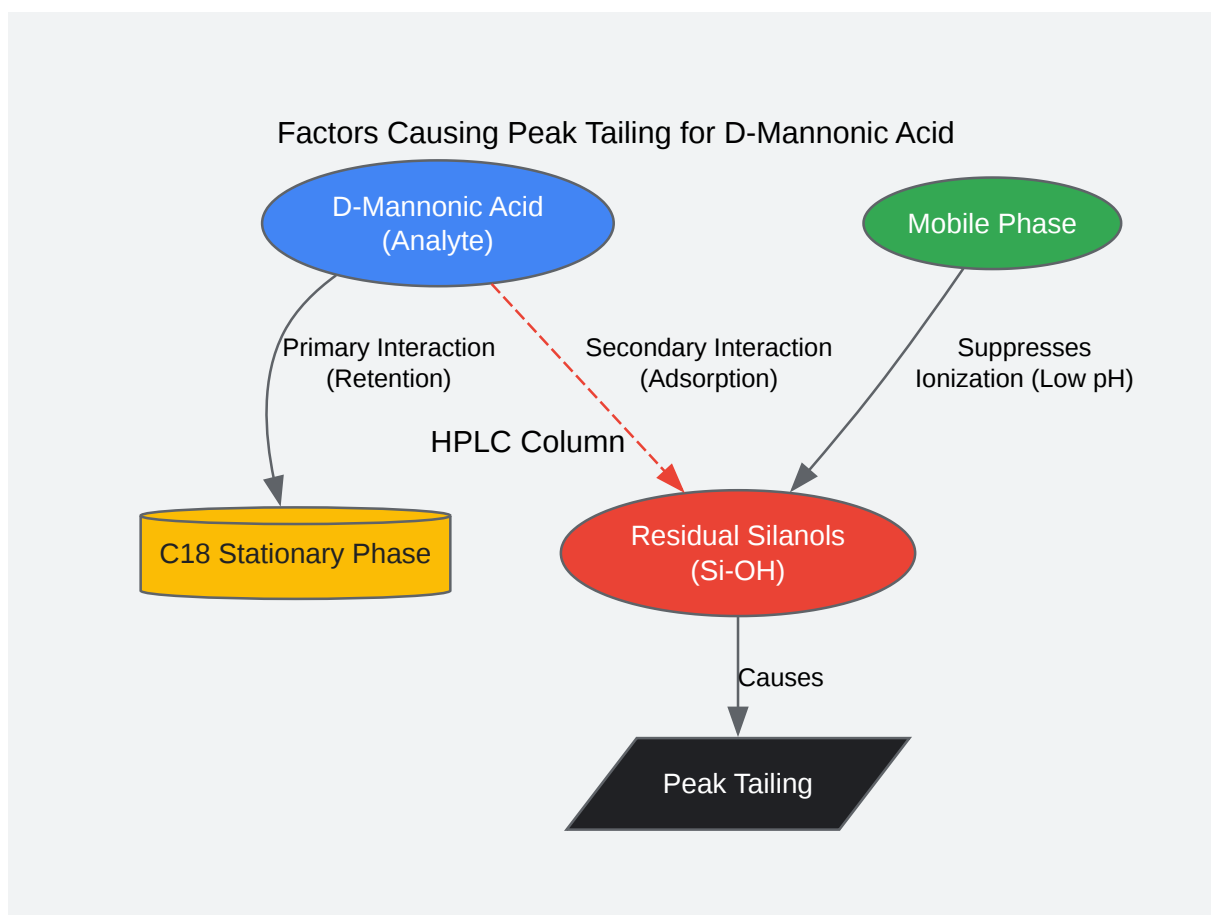 Factors Causing Peak Tailing for D-Mannonic Acid
D-Mannonic Acid
(Analyte)
Mobile Phase
Primary Interaction
(Retention)
Secondary Interaction
(Adsorption)
Suppresses
Ionization (Low pH)
HPLC Column
C18 Stationary Phase
Residual Silanols
(Si-OH)
Causes
Peak Tailing